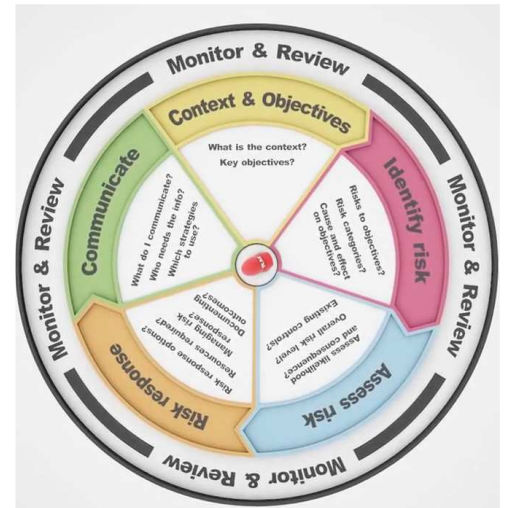 Monitor & Review
Context & Objectives
What is the context?
Key objectives?
Monitor & Review
Identify risk
Risks to objectives?
Risk categories?
Cause and effect
on objectives?
Assess risk
Assess likelihood
and consequence?
Overall risk level?
Existing controls?
Monitor & Review
Risk response
Risk response options?
Resources required?
Managing risk
response?
Documenting
outcomes?
Monitor & Review
Communicate
What do I communicate?
Who needs the info?
Which strategies
to use?